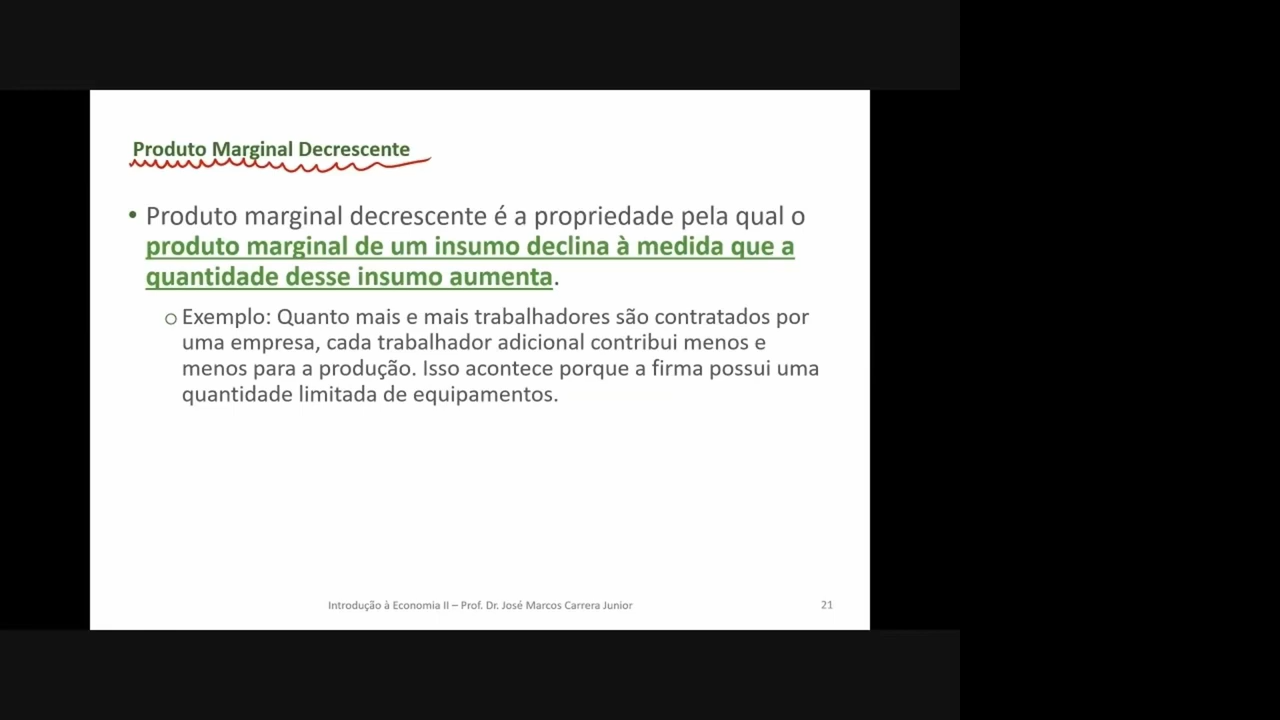 Produto Marginal Decrescente
• Produto marginal decrescente é a propriedade pela qual o
produto marginal de um insumo declina à medida que a
quantidade desse insumo aumenta.
o Exemplo: Quanto mais e mais trabalhadores são contratados por
uma empresa, cada trabalhador adicional contribui menos e
menos para a produção. Isso acontece porque a firma possui uma
quantidade limitada de equipamentos.
Introdução à Economia II – Prof. Dr. José Marcos Carrera Junior
21